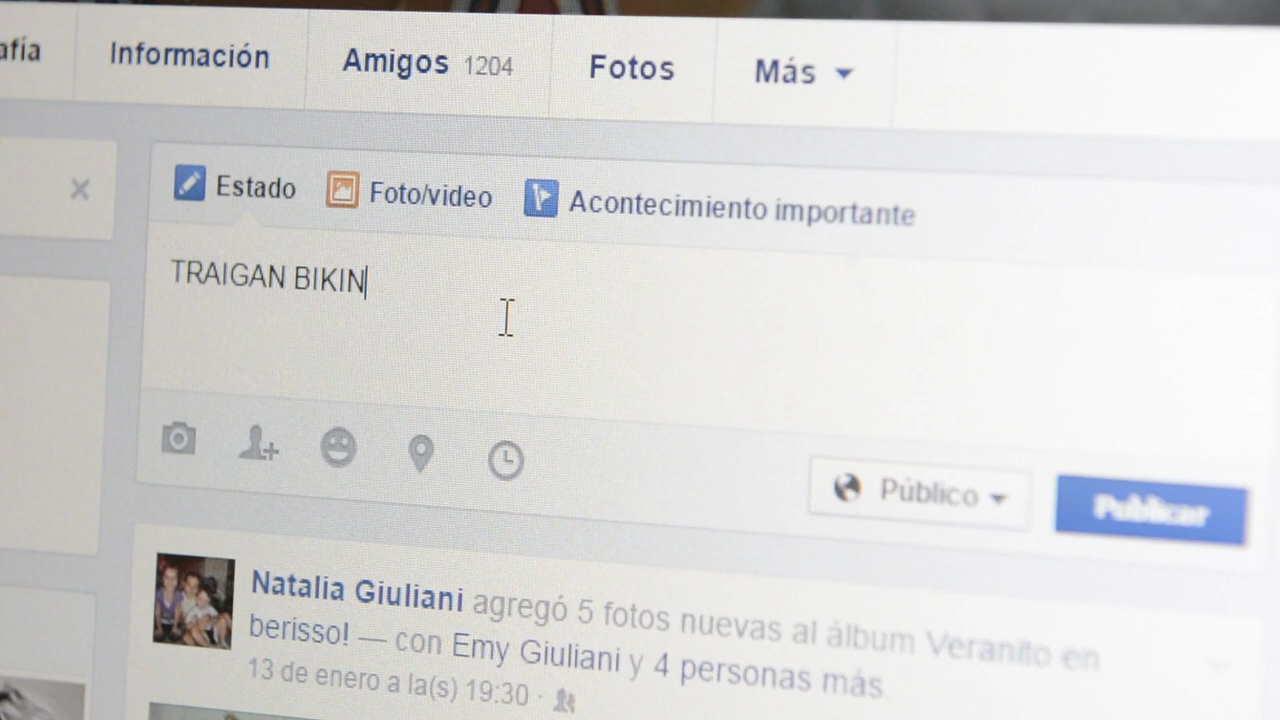 afía Información Amigos 1204 Fotos Más
Estado Foto/video Acontecimiento importante
TRAIGAN BIKIN
Público Publicar
Natalia Giuliani agregó 5 fotos nuevas al álbum Veranito en
berisso! — con Emy Giuliani y 4 personas más
13 de enero a la(s) 19:30 ·